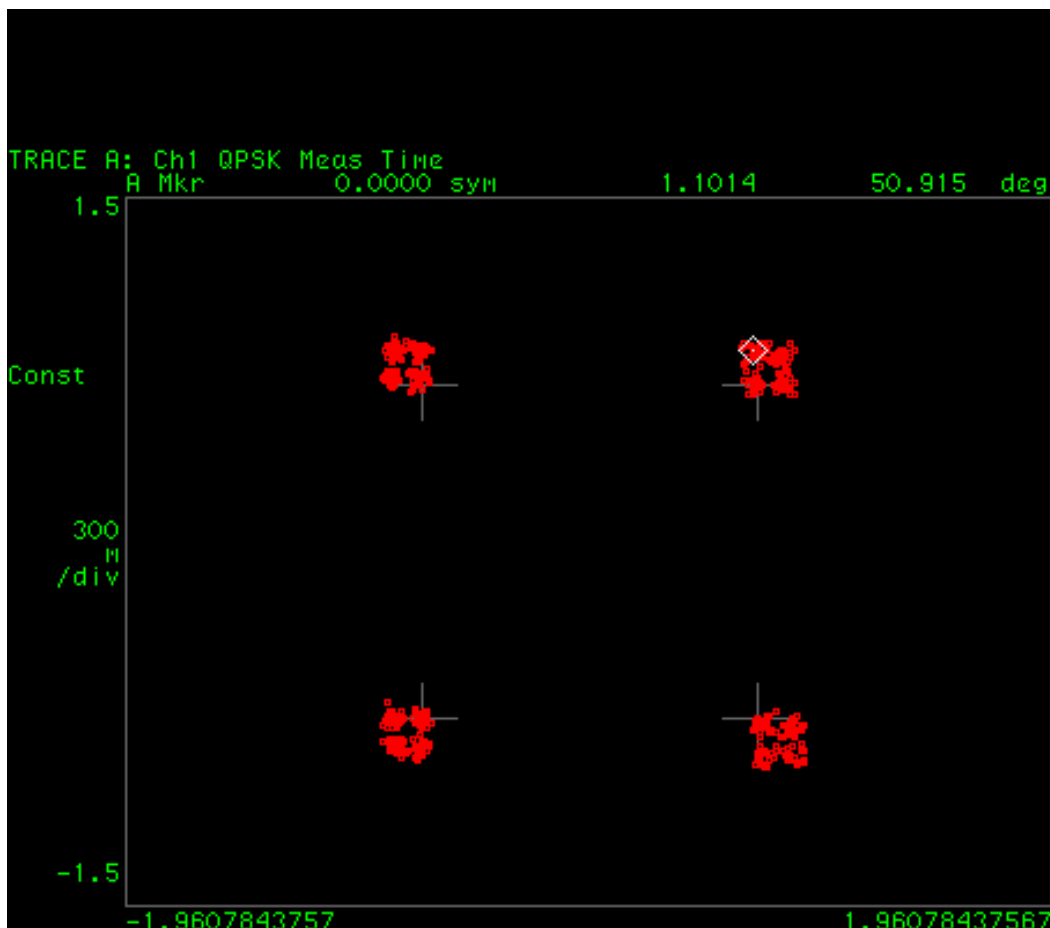 TRACE A: Ch1 QPSK Meas Time
A Mkr 0.0000 sym 1.1014 50.915 deg
1.5
Const
300
m
/div
-1.5
-1.9607843757 1.96078437567